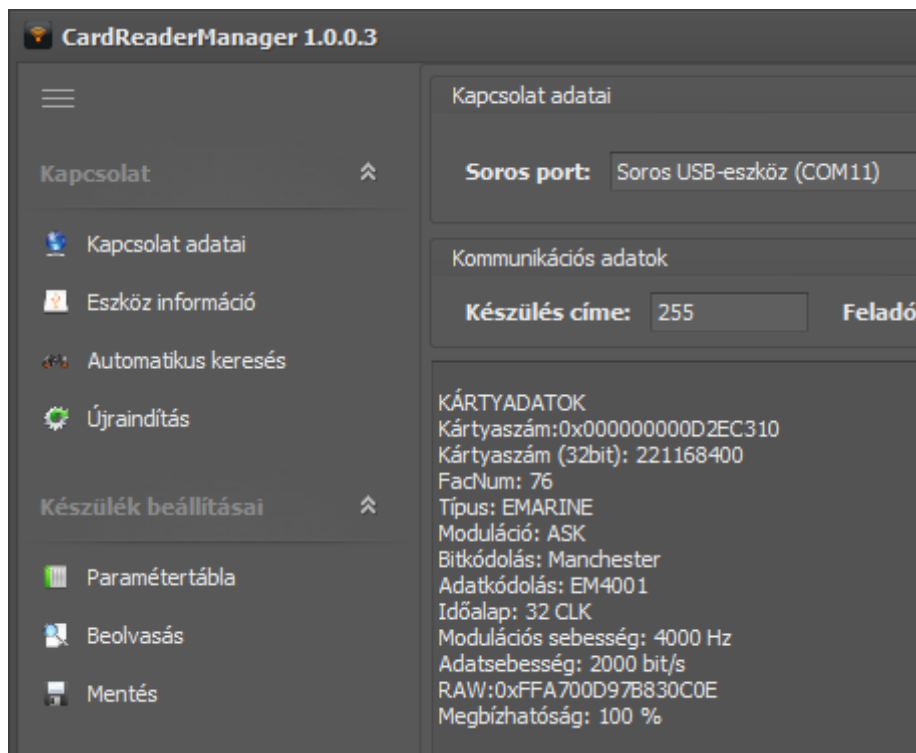 CardReaderManager 1.0.0.3
Kapcsolat
Kapcsolat adatai
Eszköz információ
Automatikus keresés
Újraindítás
Készülék beállításai
Paramétertábla
Beolvasás
Mentés
Kapcsolat adatai
Soros port: Soros USB-eszköz (COM11)
Kommunikációs adatok
Készülés címe: 255 Feladó
KÁRTYADATOK
Kártyaszám:0x000000000D2EC310
Kártyaszám (32bit): 221168400
FacNum: 76
Típus: EMARINE
Moduláció: ASK
Bitkódolás: Manchester
Adatkódolás: EM4001
Időalap: 32 CLK
Modulációs sebesség: 4000 Hz
Adatsebesség: 2000 bit/s
RAW:0xFFA700D97B830C0E
Megbízhatóság: 100 %